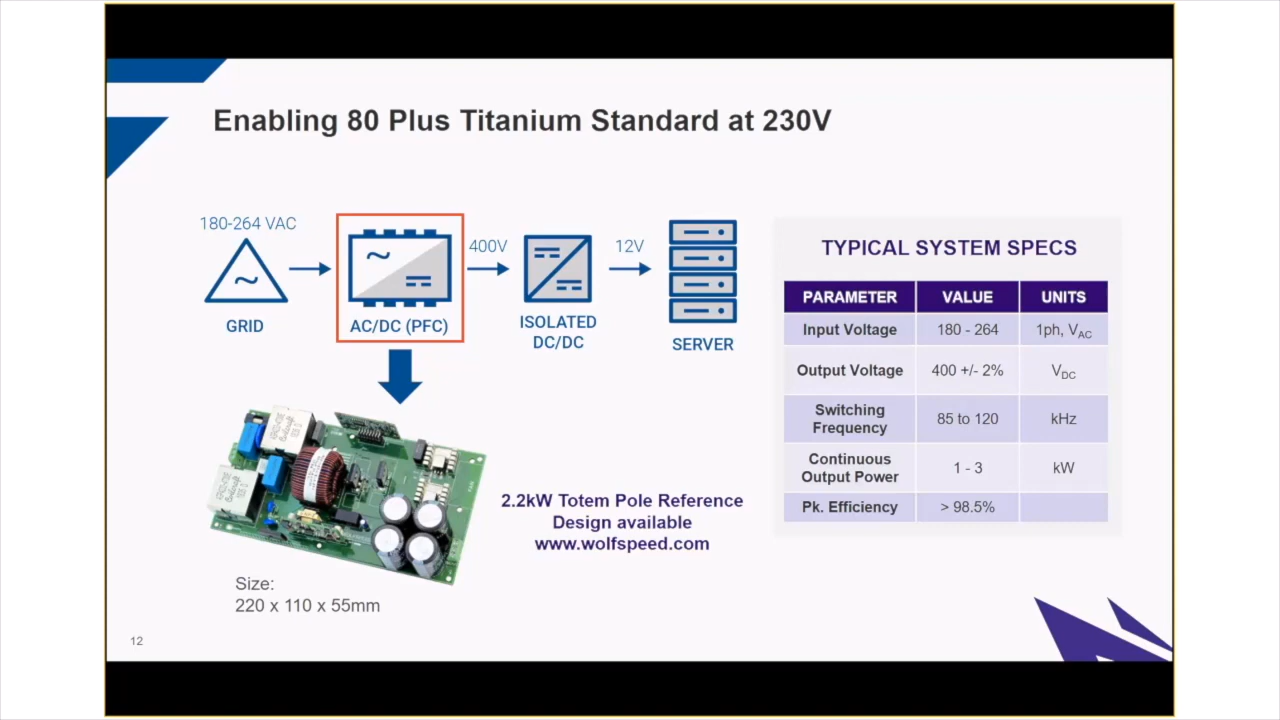 Enabling 80 Plus Titanium Standard at 230V
180-264 VAC
GRID
AC/DC (PFC)
400V
ISOLATED
DC/DC
12V
SERVER
2.2kW Totem Pole Reference
Design available
www.wolfspeed.com
Size:
220 x 110 x 55mm
TYPICAL SYSTEM SPECS
PARAMETER VALUE UNITS
Input Voltage 180 - 264 1ph, VAC
Output Voltage 400 +/- 2% VDC
Switching
Frequency 85 to 120 kHz
Continuous
Output Power 1 - 3 kW
Pk. Efficiency > 98.5%
12